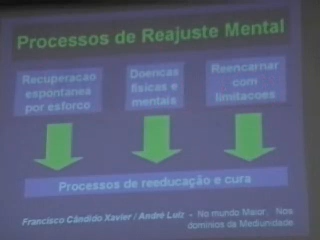 Processos de Reajuste Mental
Recuperacao
espontanea
por esforco
Doencas
fisicas e
mentais
Reencarnar
com
limitacoes
Processos de reeducação e cura
Francisco Cândido Xavier / André Luiz - No mundo Maior. Nos
domínios da Mediunidade